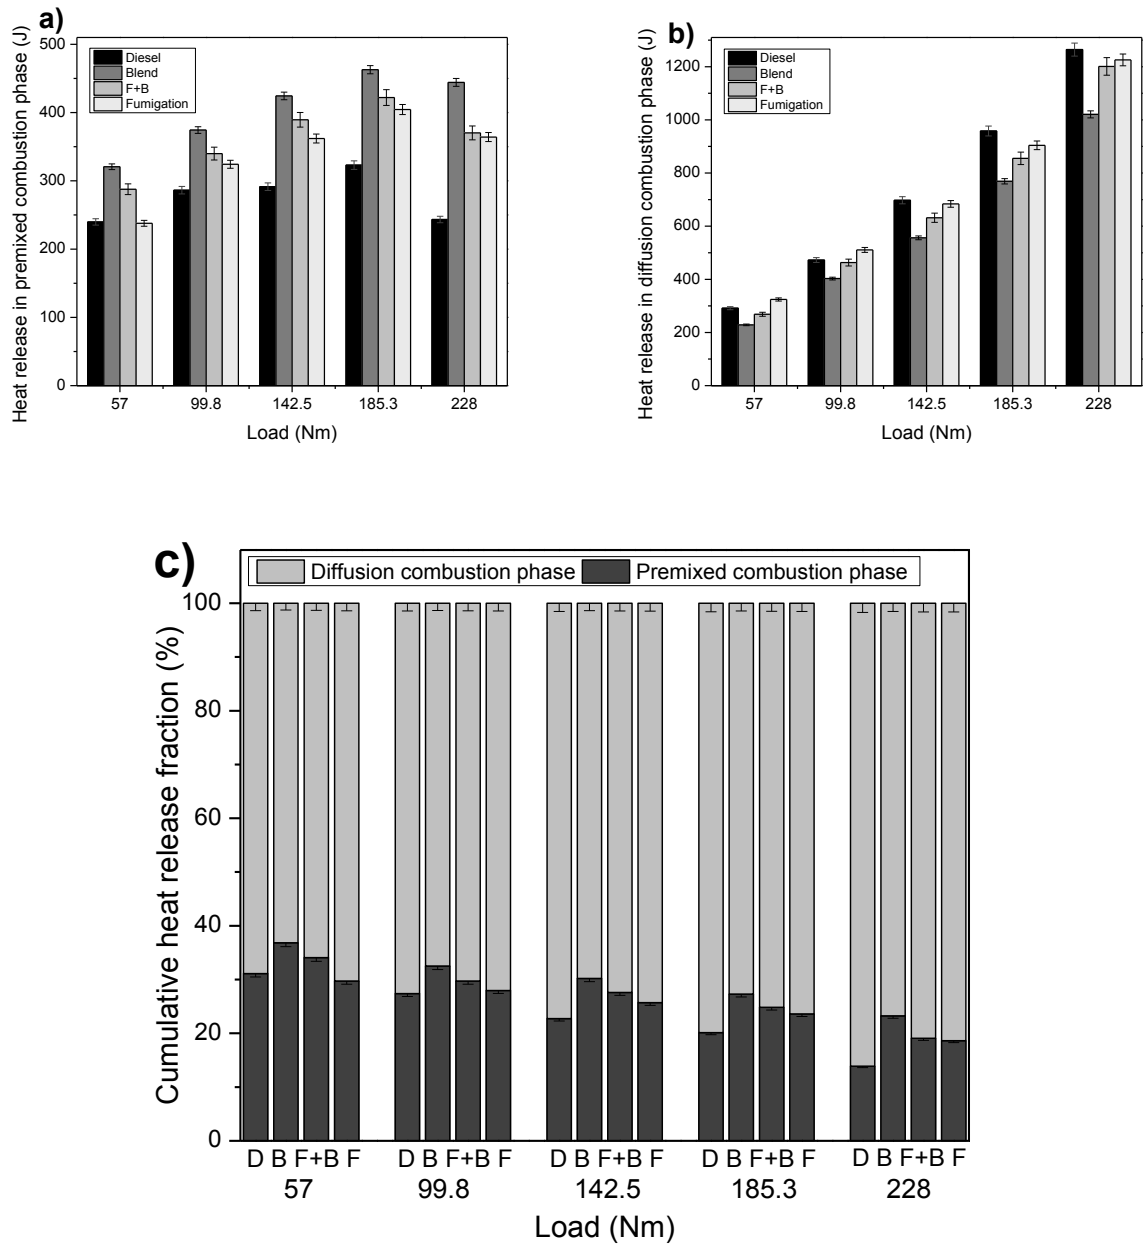 a)
Heat release in premixed combustion phase (J)
500
400
300
200
100
0
Diesel
Blend
F+B
Fumigation
57 99.8 142.5 185.3 228
Load (Nm)
b)
Heat release in diffusion combustion phase (J)
1200
1000
800
600
400
200
0
Diesel
Blend
F+B
Fumigation
57 99.8 142.5 185.3 228
Load (Nm)
c)
Cumulative heat release fraction (%)
Diffusion combustion phase Premixed combustion phase
100
80
60
40
20
0
D B F+B F D B F+B F D B F+B F D B F+B F D B F+B F
57 99.8 142.5 185.3 228
Load (Nm)